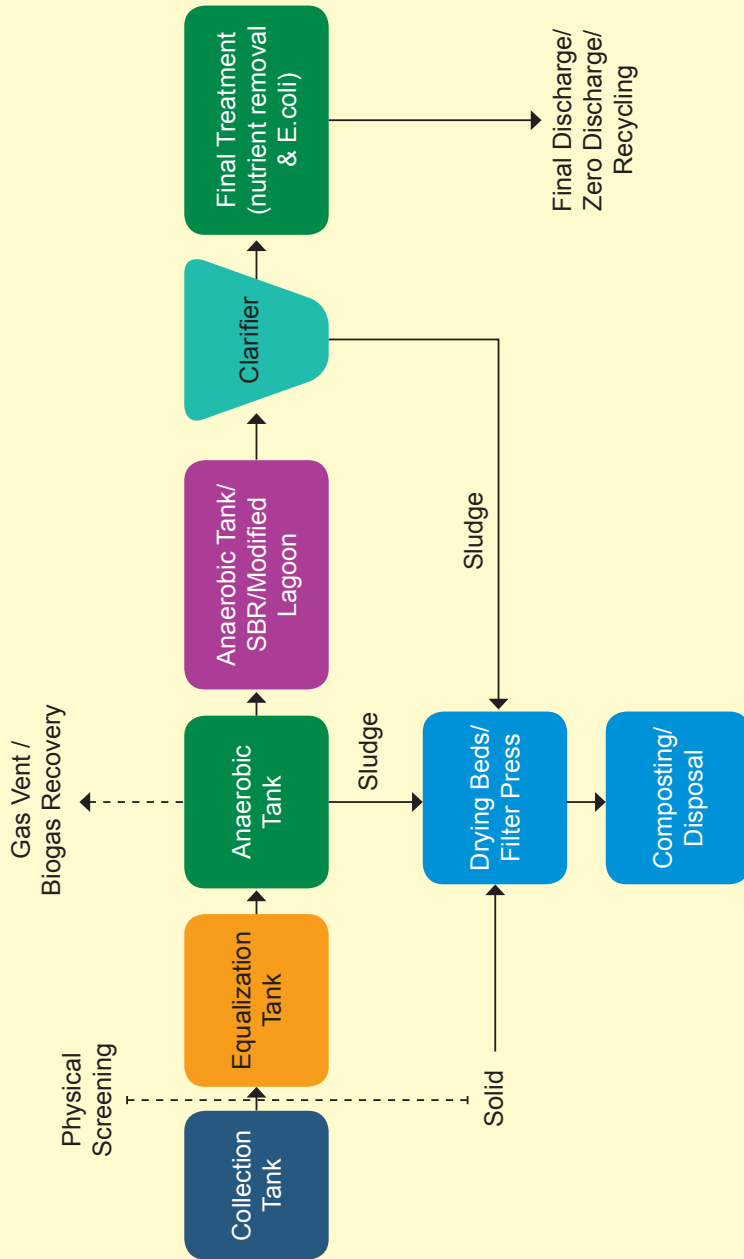 Physical
Screening
Gas Vent /
Biogas Recovery
Collection
Tank
Equalization
Tank
Anaerobic
Tank
Anaerobic Tank/
SBR/Modified
Lagoon
Clarifier
Final Treatment
(nutrient removal
& E.coli)
Solid
Sludge
Sludge
Drying Beds/
Filter Press
Composting/
Disposal
Final Discharge/
Zero Discharge/
Recycling